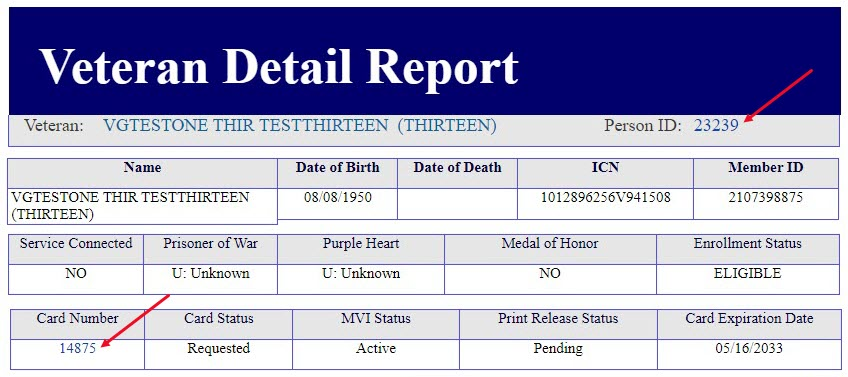 Veteran Detail Report
Veteran: VGTESTONE THIR TESTTHIRTEEN (THIRTEEN) Person ID: 23239
Name Date of Birth Date of Death ICN Member ID
VGTESTONE THIR TESTTHIRTEEN 08/08/1950 1012896256V941508 2107398875
(THIRTEEN)
Service Connected Prisoner of War Purple Heart Medal of Honor Enrollment Status
NO U: Unknown U: Unknown NO ELIGIBLE
Card Number Card Status MVI Status Print Release Status Card Expiration Date
14875 Requested Active Pending 05/16/2033